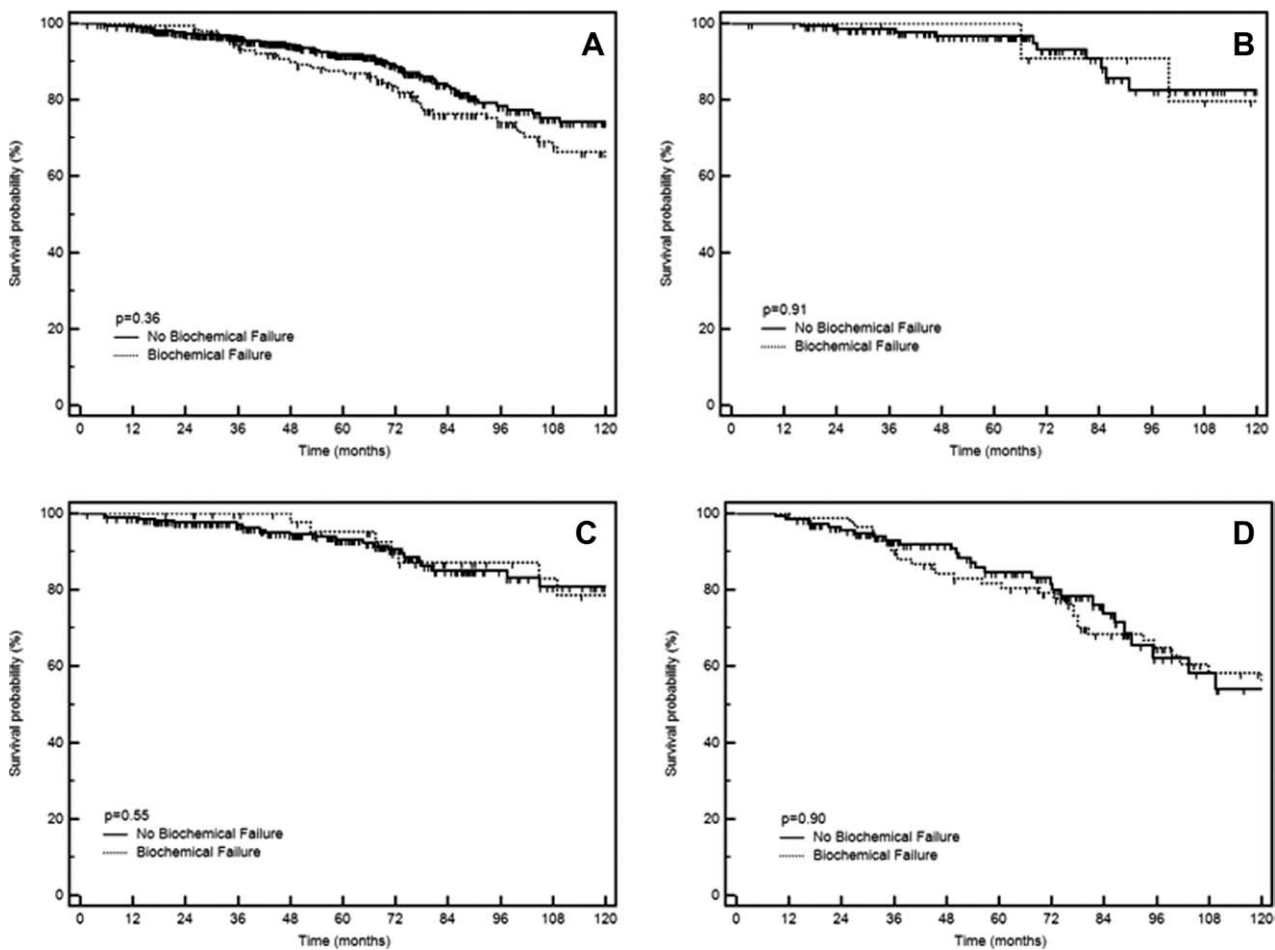 A
100
80
60
40
20
0
Survival probability (%)
p=0.36
No Biochemical Failure
Biochemical Failure
0 12 24 36 48 60 72 84 96 108 120
Time (months)
B
100
80
60
40
20
0
Survival probability (%)
p=0.91
No Biochemical Failure
Biochemical Failure
0 12 24 36 48 60 72 84 96 108 120
Time (months)
C
100
80
60
40
20
0
Survival probability (%)
p=0.55
No Biochemical Failure
Biochemical Failure
0 12 24 36 48 60 72 84 96 108 120
Time (months)
D
100
80
60
40
20
0
Survival probability (%)
p=0.90
No Biochemical Failure
Biochemical Failure
0 12 24 36 48 60 72 84 96 108 120
Time (months)